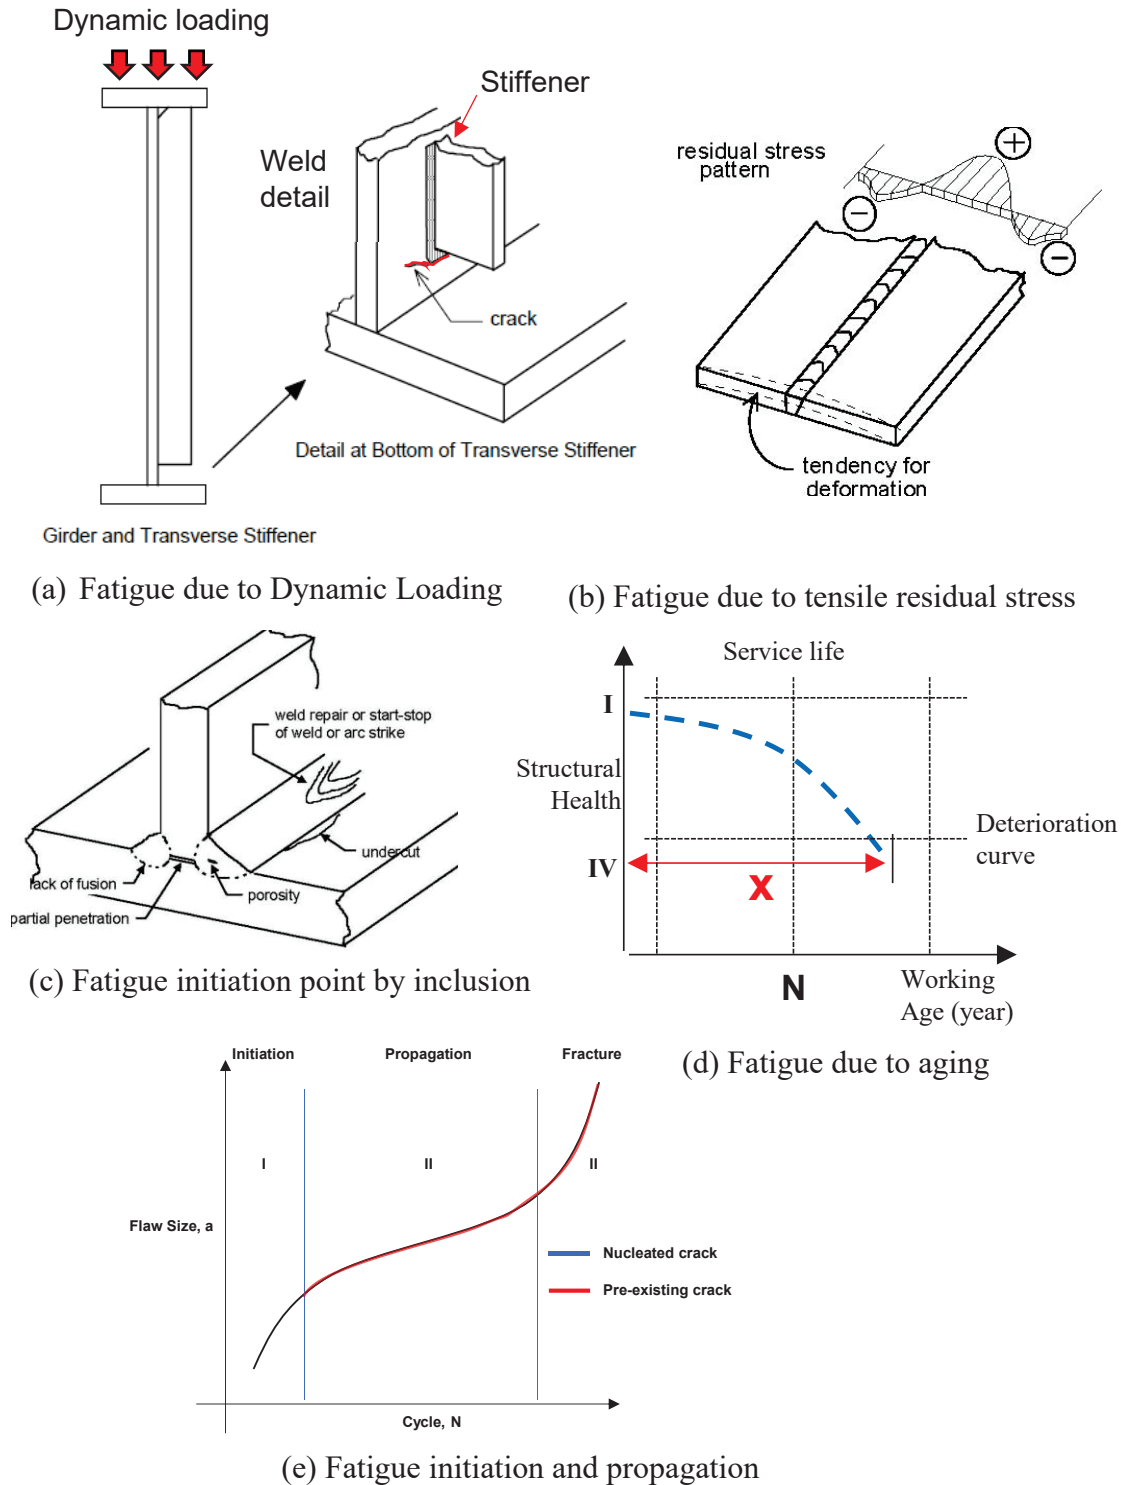 Dynamic loading
Stiffener
Weld
detail
crack
Detail at Bottom of Transverse Stiffener
Girder and Transverse Stiffener
(a) Fatigue due to Dynamic Loading
residual stress
pattern
+
−
−
tendency for
deformation
(b) Fatigue due to tensile residual stress
weld repair or start-stop
of weld or arc strike
undercut
lack of fusion
porosity
partial penetration
(c) Fatigue initiation point by inclusion
Service life
I
Structural
Health
Deterioration
curve
IV
X
N
Working
Age (year)
(d) Fatigue due to aging
Initiation
Propagation
Fracture
I
II
II
Flaw Size, a
Nucleated crack
Pre-existing crack
Cycle, N
(e) Fatigue initiation and propagation